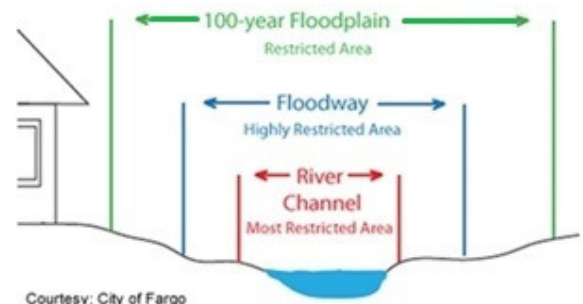 100-year Floodplain
Restricted Area
Floodway
Highly Restricted Area
River
Channel
Most Restricted Area
Courtesy: City of Fargo